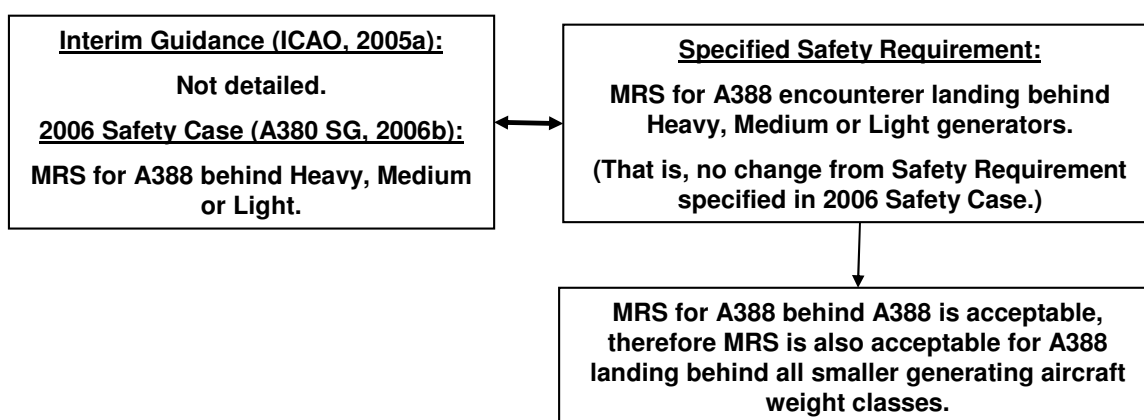 Interim Guidance (ICAO, 2005a):
Not detailed.
2006 Safety Case (A380 SG, 2006b):
MRS for A388 behind Heavy, Medium
or Light.
Specified Safety Requirement:
MRS for A388 encounterer landing behind
Heavy, Medium or Light generators.
(That is, no change from Safety Requirement
specified in 2006 Safety Case.)
MRS for A388 behind A388 is acceptable,
therefore MRS is also acceptable for A388
landing behind all smaller generating aircraft
weight classes.